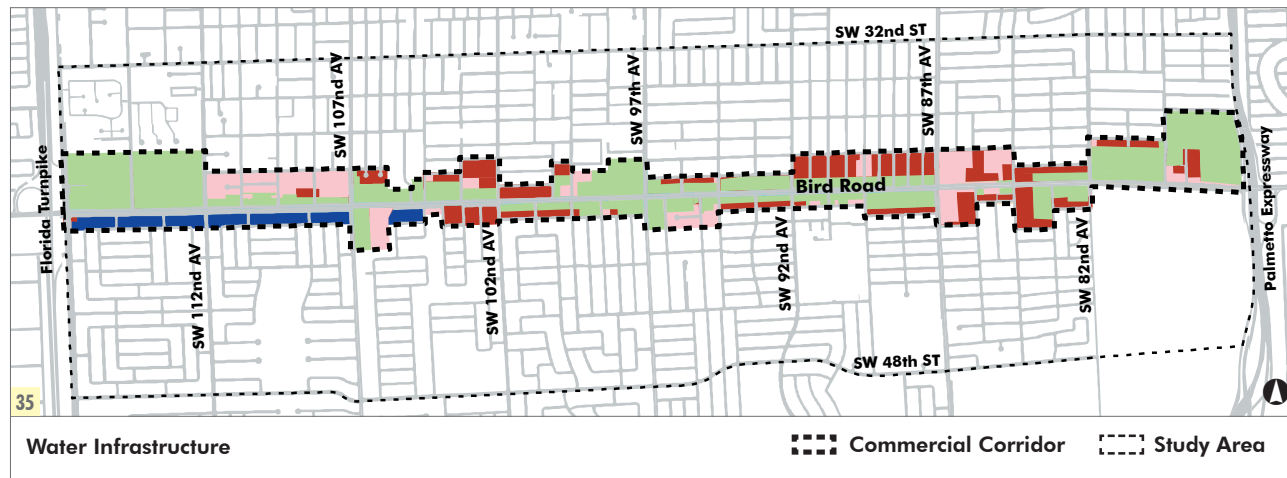 SW 32nd ST
SW 107nd AV
SW 97th AV
SW 87th AV
Florida Turnpike
Bird Road
Palmetto Expressway
SW 112nd AV
SW 102nd AV
SW 92nd AV
SW 82nd AV
SW 48th ST
35
Water Infrastructure
Commercial Corridor
Study Area